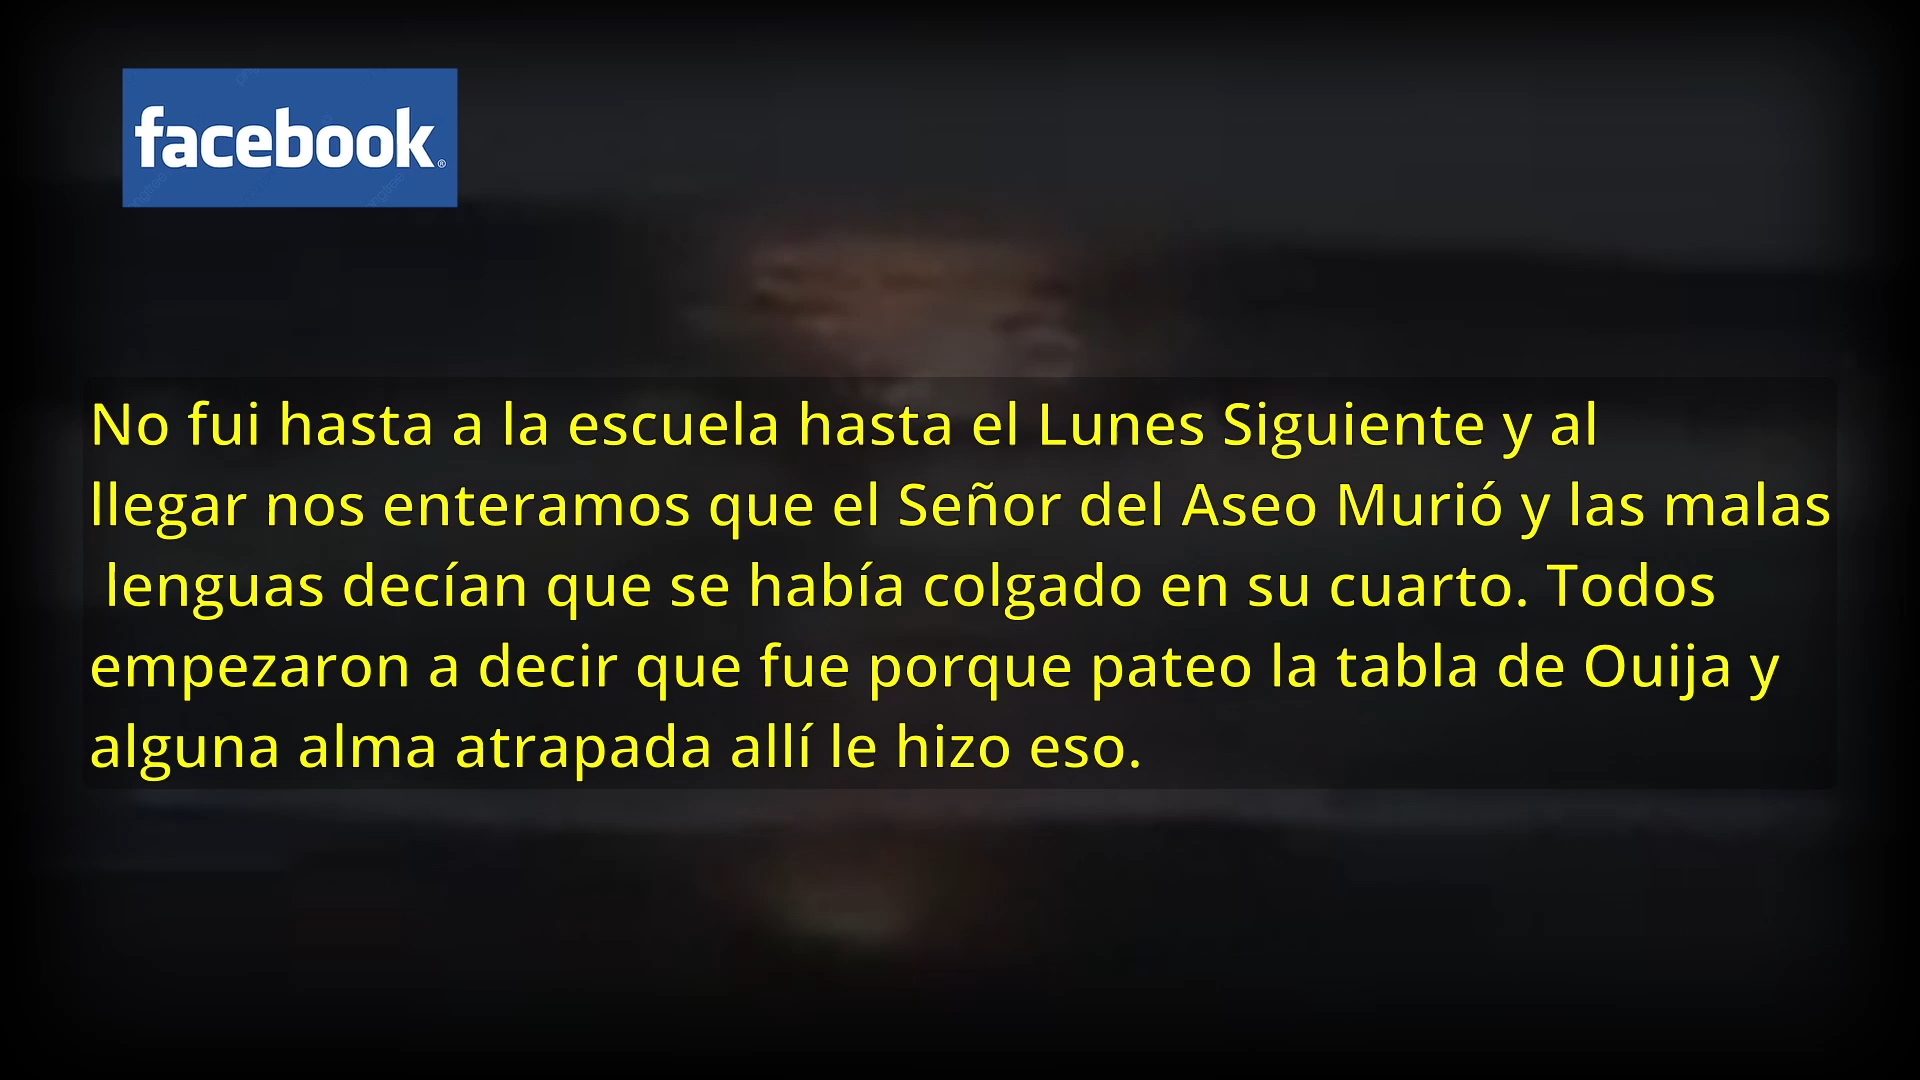 facebook®
No fui hasta a la escuela hasta el Lunes Siguiente y al
llegar nos enteramos que el Señor del Aseo Murió y las malas
lenguas decían que se había colgado en su cuarto. Todos
empezaron a decir que fue porque pateo la tabla de Ouija y
alguna alma atrapada allí le hizo eso.